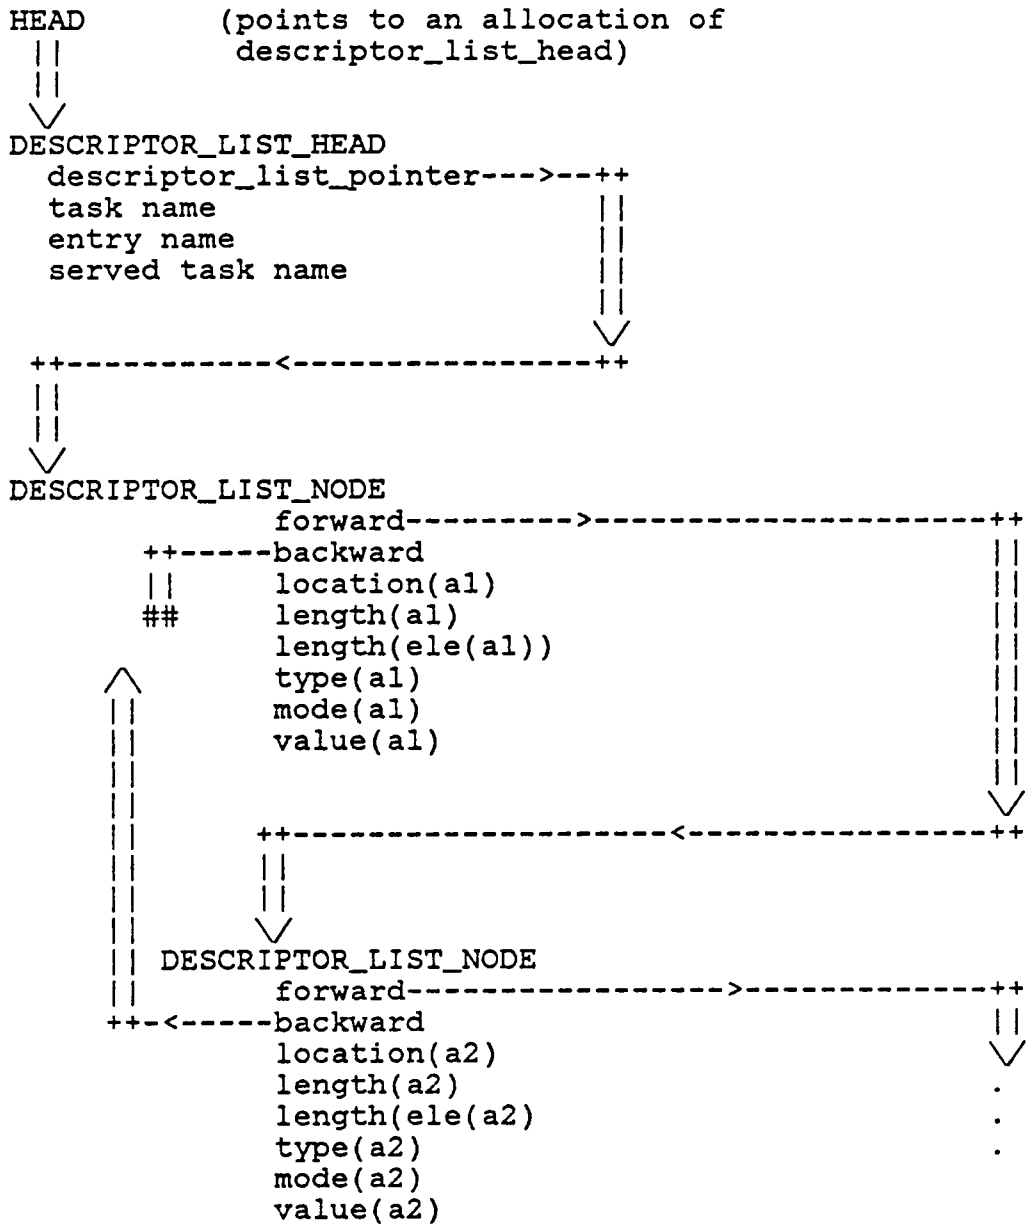 HEAD (points to an allocation of
descriptor_list_head)
DESCRIPTOR_LIST_HEAD
descriptor_list_pointer--->--++
task name
entry name
served task name
++-----------<----------------++
DESCRIPTOR_LIST_NODE
forward--------->---------------------++
++-----backward
location(a1)
## length(a1)
length(ele(a1))
type(a1)
mode(a1)
value(a1)
++--------------------<----------------++
DESCRIPTOR_LIST_NODE
forward----------------->-------------++
++-<-----backward
location(a2)
length(a2) .
length(ele(a2) .
type(a2) .
mode(a2)
value(a2)